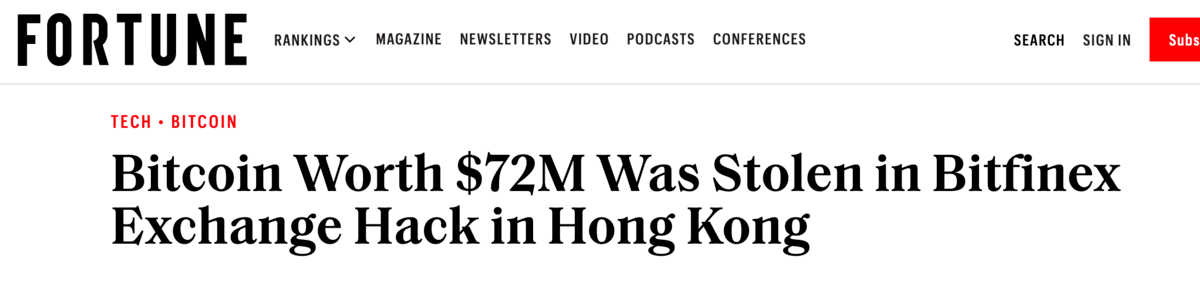 FORTUNE RANKINGS MAGAZINE NEWSLETTERS VIDEO PODCASTS CONFERENCES SEARCH SIGN IN Subs
TECH • BITCOIN
Bitcoin Worth $72M Was Stolen in Bitfinex
Exchange Hack in Hong Kong